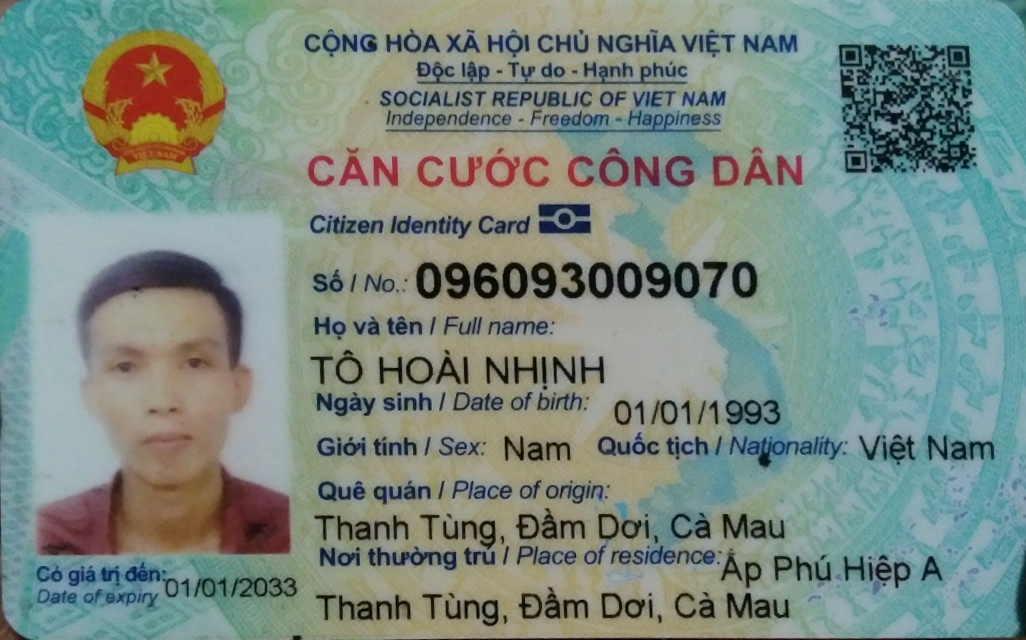 CỘNG HÒA XÃ HỘI CHỦ NGHĨA VIỆT NAM
Độc lập - Tự do - Hạnh phúc
SOCIALIST REPUBLIC OF VIET NAM
Independence - Freedom - Happiness
CĂN CƯỚC CÔNG DÂN
Citizen Identity Card
Số / No.: 096093009070
Họ và tên / Full name:
TÔ HOÀI NHỊNH
Ngày sinh / Date of birth: 01/01/1993
Giới tính / Sex: Nam Quốc tịch / Nationality: Việt Nam
Quê quán / Place of origin:
Thanh Tùng, Đầm Dơi, Cà Mau
Nơi thường trú / Place of residence: Ấp Phú Hiệp A
Thanh Tùng, Đầm Dơi, Cà Mau
Có giá trị đến: 01/01/2033
Date of expiry
VIỆT NAM